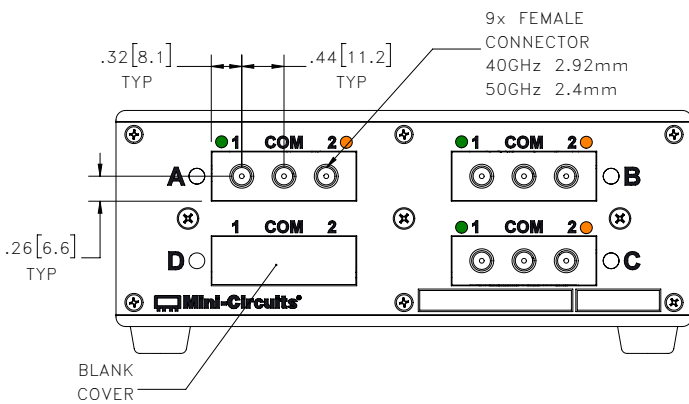 9x FEMALE
CONNECTOR
40GHz 2.92mm
50GHz 2.4mm
.32[8.1]
TYP
.44[11.2]
TYP
1 COM 2
1 COM 2
A
B
.26[6.6]
TYP
1 COM 2
1 COM 2
D
C
Mini-Circuits®
BLANK
COVER